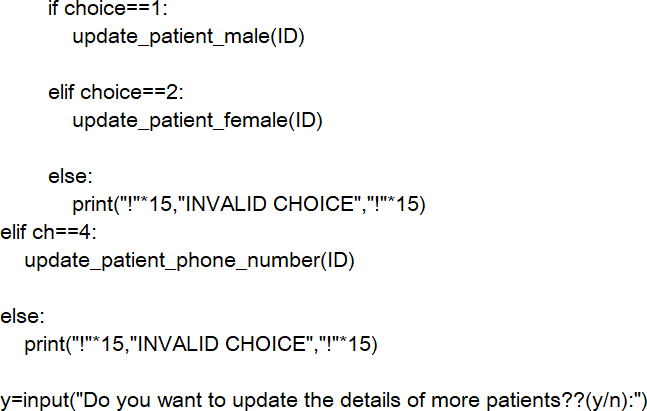 if choice==1:
update_patient_male(ID)
elif choice==2:
update_patient_female(ID)
else:
print("!"*15,"INVALID CHOICE","!"*15)
elif ch==4:
update_patient_phone_number(ID)
else:
print("!"*15,"INVALID CHOICE","!"*15)
y=input("Do you want to update the details of more patients??(y/n):")